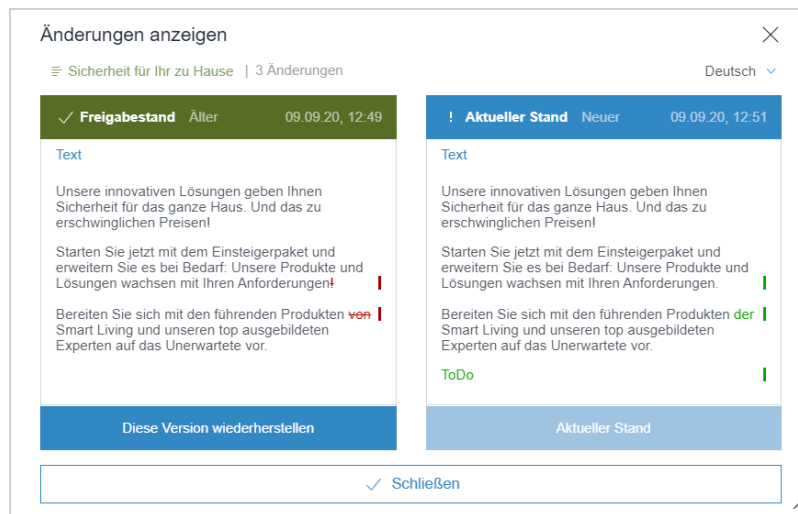 Änderungen anzeigen
Sicherheit für Ihr zu Hause | 3 Änderungen
Deutsch
Freigabestand Älter 09.09.20, 12:49
Text
Unsere innovativen Lösungen geben Ihnen
Sicherheit für das ganze Haus. Und das zu
erschwinglichen Preisen!
Starten Sie jetzt mit dem Einsteigerpaket und
erweitern Sie es bei Bedarf: Unsere Produkte und
Lösungen wachsen mit Ihren Anforderungen!
Bereiten Sie sich mit den führenden Produkten von
Smart Living und unseren top ausgebildeten
Experten auf das Unerwartete vor.
Diese Version wiederherstellen
! Aktueller Stand Neuer 09.09.20, 12:51
Text
Unsere innovativen Lösungen geben Ihnen
Sicherheit für das ganze Haus. Und das zu
erschwinglichen Preisen!
Starten Sie jetzt mit dem Einsteigerpaket und
erweitern Sie es bei Bedarf: Unsere Produkte und
Lösungen wachsen mit Ihren Anforderungen.
Bereiten Sie sich mit den führenden Produkten der
Smart Living und unseren top ausgebildeten
Experten auf das Unerwartete vor.
ToDo
Aktueller Stand
Schließen